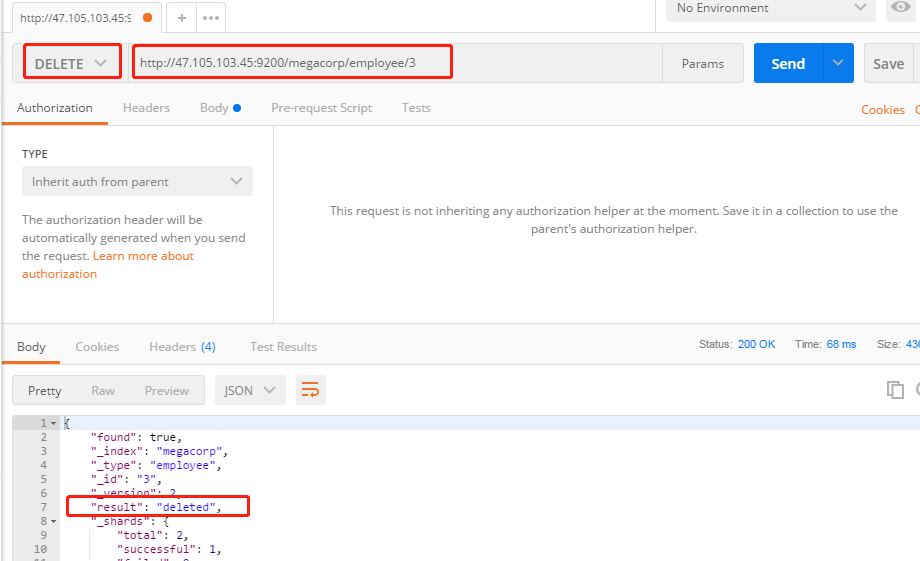 http://47.105.103.45:9
+
No Environment
DELETE
http://47.105.103.45:9200/megacorp/employee/3
Params
Send
Save
Authorization
Headers
Body
Pre-request Script
Tests
Cookies
TYPE
Inherit auth from parent
The authorization header will be
automatically generated when you send
the request. Learn more about
authorization
This request is not inheriting any authorization helper at the moment. Save it in a collection to use the
parent's authorization helper.
Body
Cookies
Headers (4)
Test Results
Status: 200 OK
Time: 68 ms
Size: 436
Pretty
Raw
Preview
JSON
1 {
2 "found": true,
3 "_index": "megacorp",
4 "_type": "employee",
5 "_id": "3",
6 "_version": 2,
7 "result": "deleted",
8 "_shards": {
9 "total": 2,
10 "successful": 1,